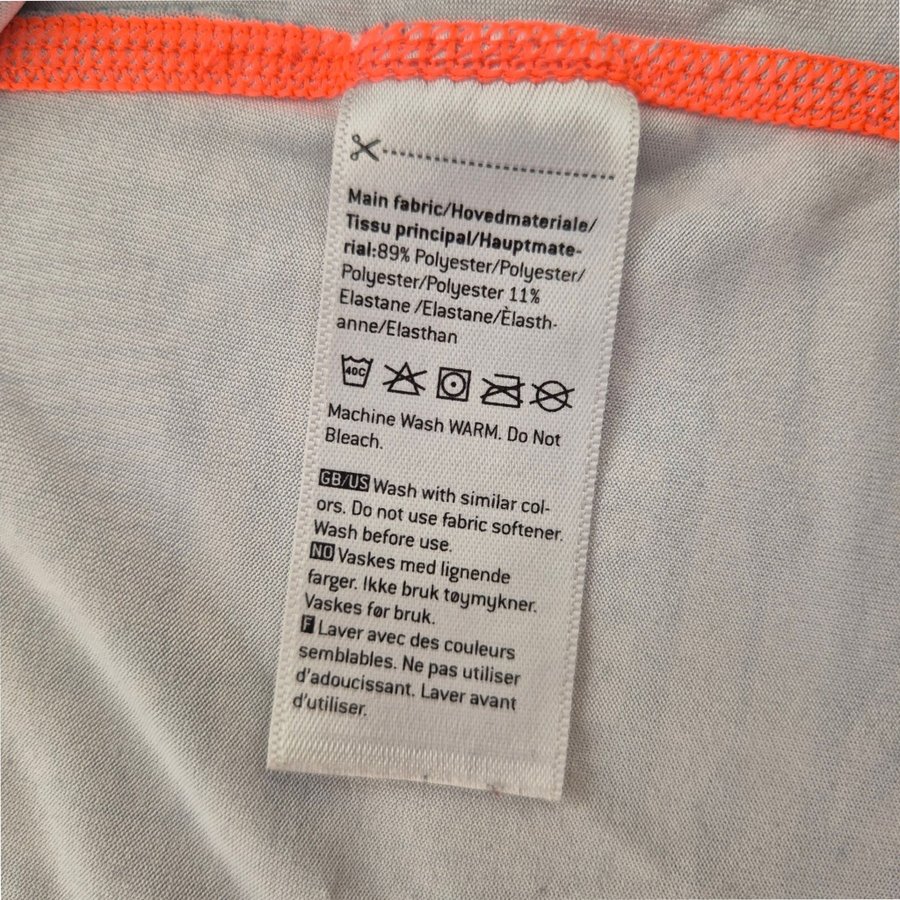 Main fabric/Hovedmateriale/
Tissu principal/Hauptmate-
rial:89% Polyester/Polyester/
Polyester/Polyester 11%
Elastane /Elastane/Èlasth-
anne/Elasthan
40C
Machine Wash WARM. Do Not
Bleach.
GB/US Wash with similar col-
ors. Do not use fabric softener.
Wash before use.
NO Vaskes med lignende
farger. Ikke bruk tøymykner.
Vaskes før bruk.
F Laver avec des couleurs
semblables. Ne pas utiliser
d'adoucissant. Laver avant
d'utiliser.